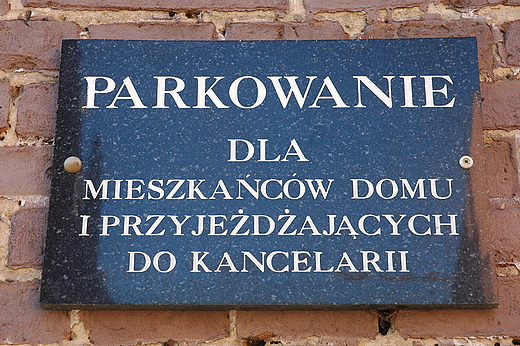 PARKOWANIE
DLA
MIESZKAŃCÓW DOMU
I PRZYJEŻDŻAJĄCYCH
DO KANCELARII